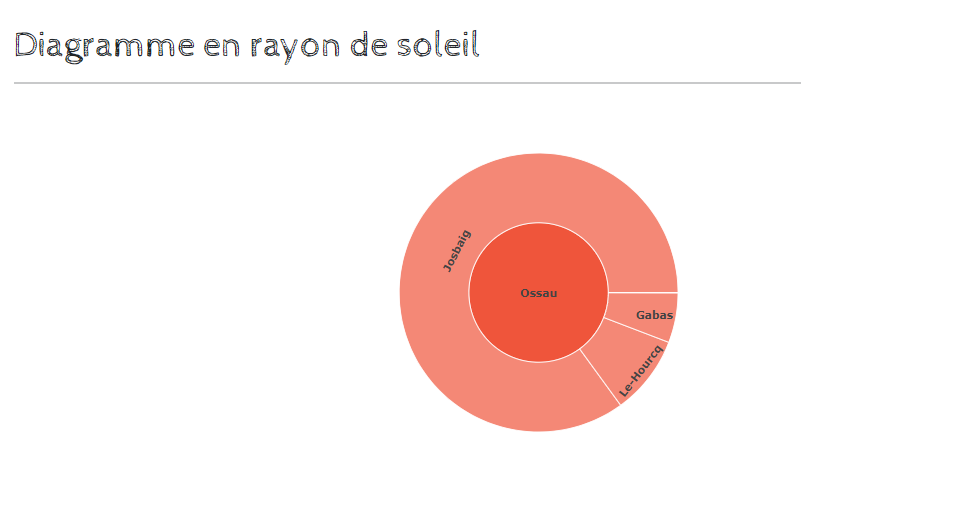 Diagramme en rayon de soleil
Josbaig
Ossau
Gabas
Le-Hourcq